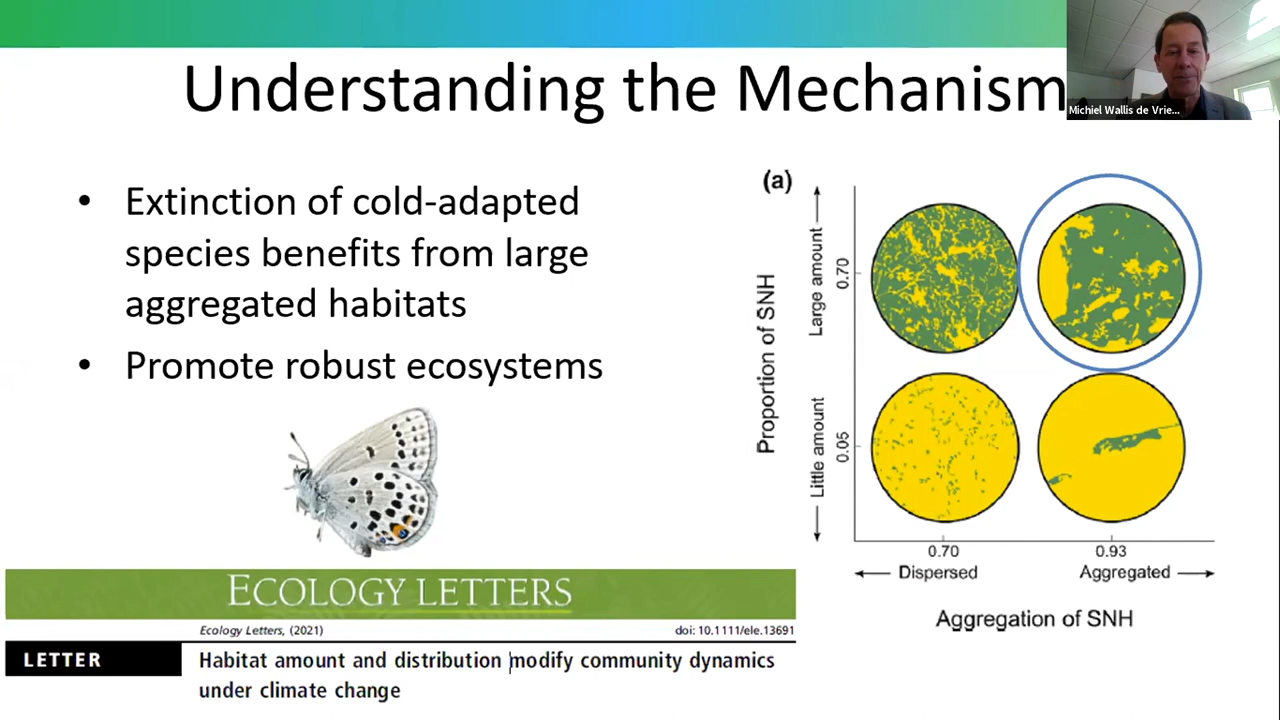 Understanding the Mechanism
Michiel Wallis de Vrie...
• Extinction of cold-adapted
species benefits from large
aggregated habitats
• Promote robust ecosystems
(a)
Proportion of SNH
Large amount
Little amount
0.70
0.05
0.70
0.93
Dispersed
Aggregated
Aggregation of SNH
ECOLOGY LETTERS
Ecology Letters, (2021)
doi: 10.1111/ele.13691
LETTER
Habitat amount and distribution modify community dynamics
under climate change